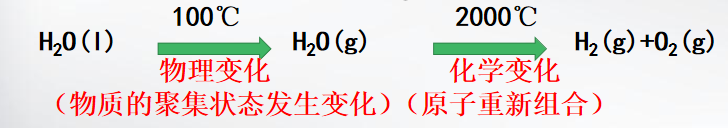 100℃ 2000℃
H₂O(l) H₂O(g) H₂(g)+O₂(g)
物理变化 化学变化
(物质的聚集状态发生变化)(原子重新组合)